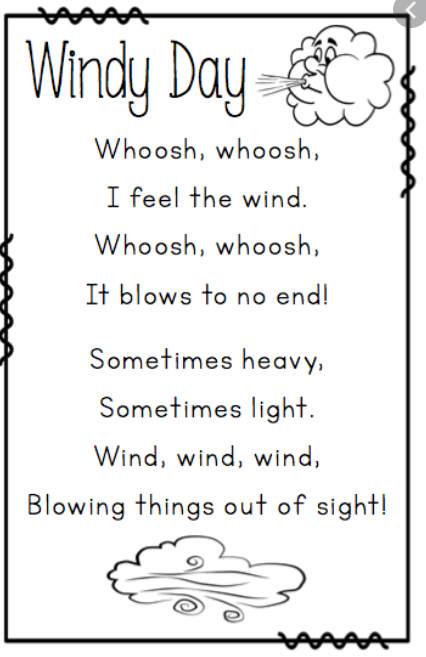 Windy Day
Whoosh, whoosh,
I feel the wind.
Whoosh, whoosh,
It blows to no end!
Sometimes heavy,
Sometimes light.
Wind, wind, wind,
Blowing things out of sight!